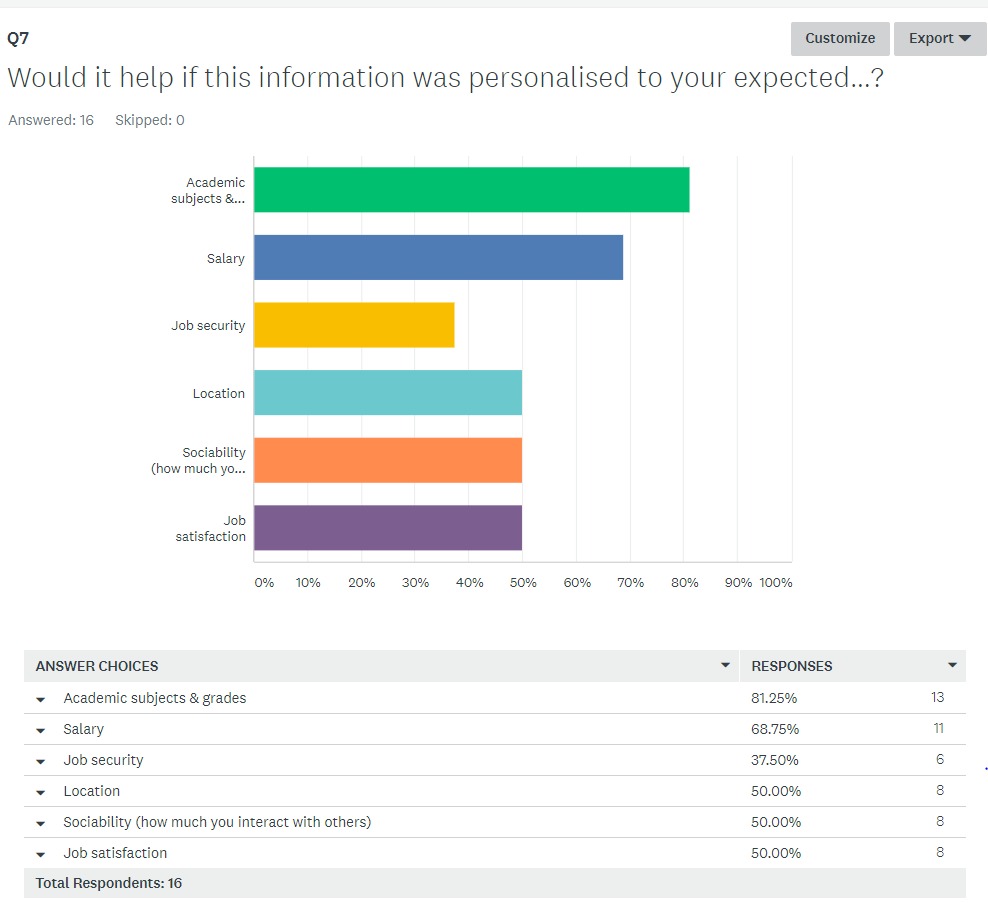 Q7
Customize
Export
Would it help if this information was personalised to your expected...?
Answered: 16 Skipped: 0
Academic
subjects &...
Salary
Job security
Location
Sociability
(how much yo...
Job
satisfaction
0% 10% 20% 30% 40% 50% 60% 70% 80% 90% 100%
ANSWER CHOICES RESPONSES
Academic subjects & grades 81.25% 13
Salary 68.75% 11
Job security 37.50% 6
Location 50.00% 8
Sociability (how much you interact with others) 50.00% 8
Job satisfaction 50.00% 8
Total Respondents: 16